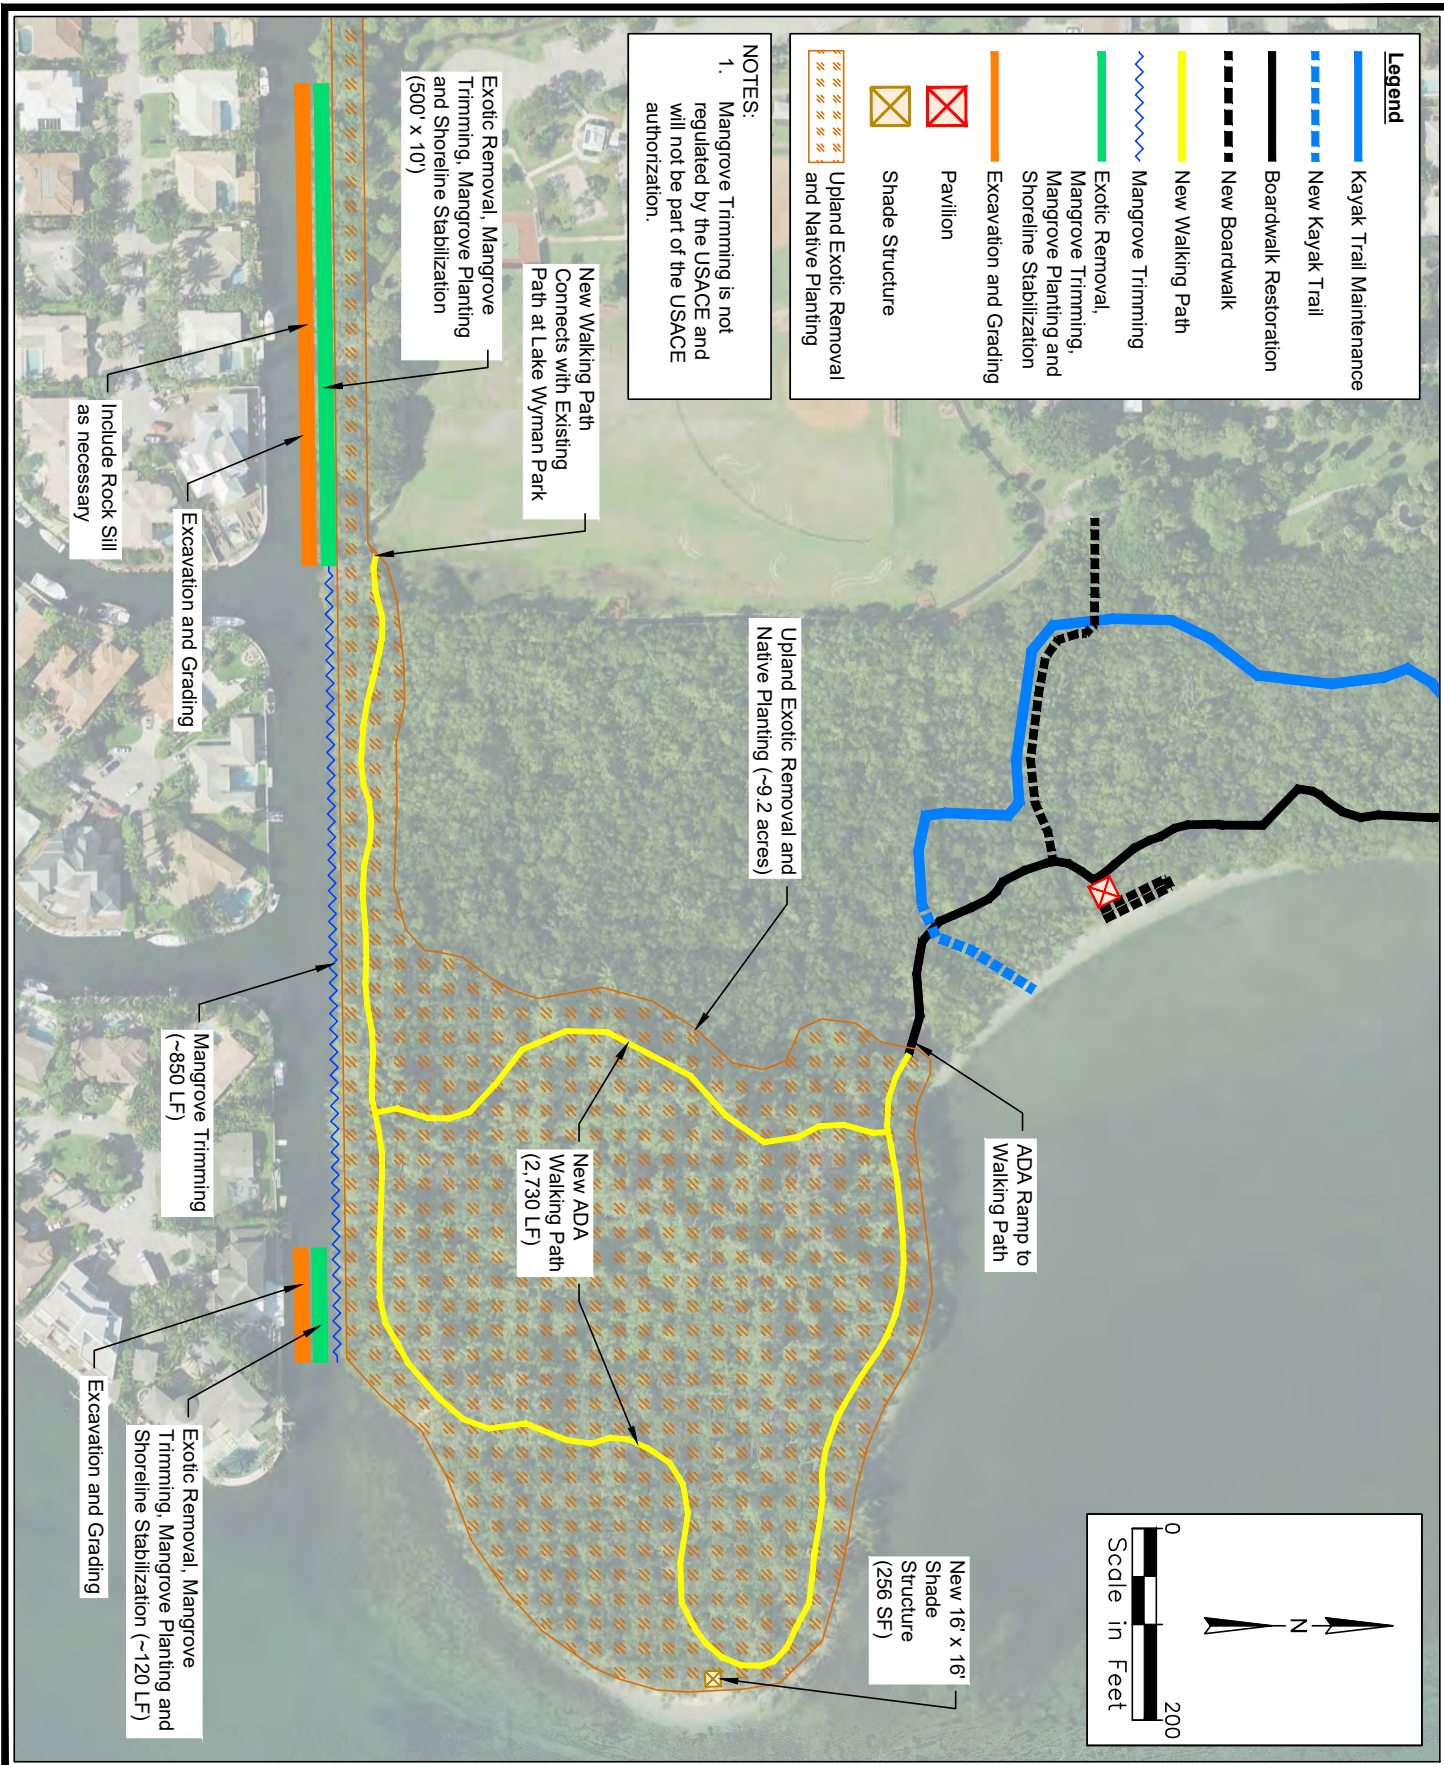 Legend
Kayak Trail Maintenance
New Kayak Trail
Boardwalk Restoration
New Boardwalk
New Walking Path
Mangrove Trimming
Exotic Removal,
Mangrove Trimming,
Mangrove Planting and
Shoreline Stabilization
Excavation and Grading
Pavilion
Shade Structure
Upland Exotic Removal
and Native Planting
NOTES:
1. Mangrove Trimming is not
regulated by the USACE and
will not be part of the USACE
authorization.
Exotic Removal, Mangrove
Trimming, Mangrove Planting
and Shoreline Stabilization
(500' x 10')
New Walking Path
Connects with Existing
Path at Lake Wyman Park
Include Rock Sill
as necessary
Excavation and Grading
Upland Exotic Removal and
Native Planting (~9.2 acres)
Mangrove Trimming
(~850 LF)
New ADA
Walking Path
(2,730 LF)
ADA Ramp to
Walking Path
Excavation and Grading
Exotic Removal, Mangrove
Trimming, Mangrove Planting and
Shoreline Stabilization (~120 LF)
New 16' x 16'
Shade
Structure
(256 SF)
N
0 200
Scale in Feet